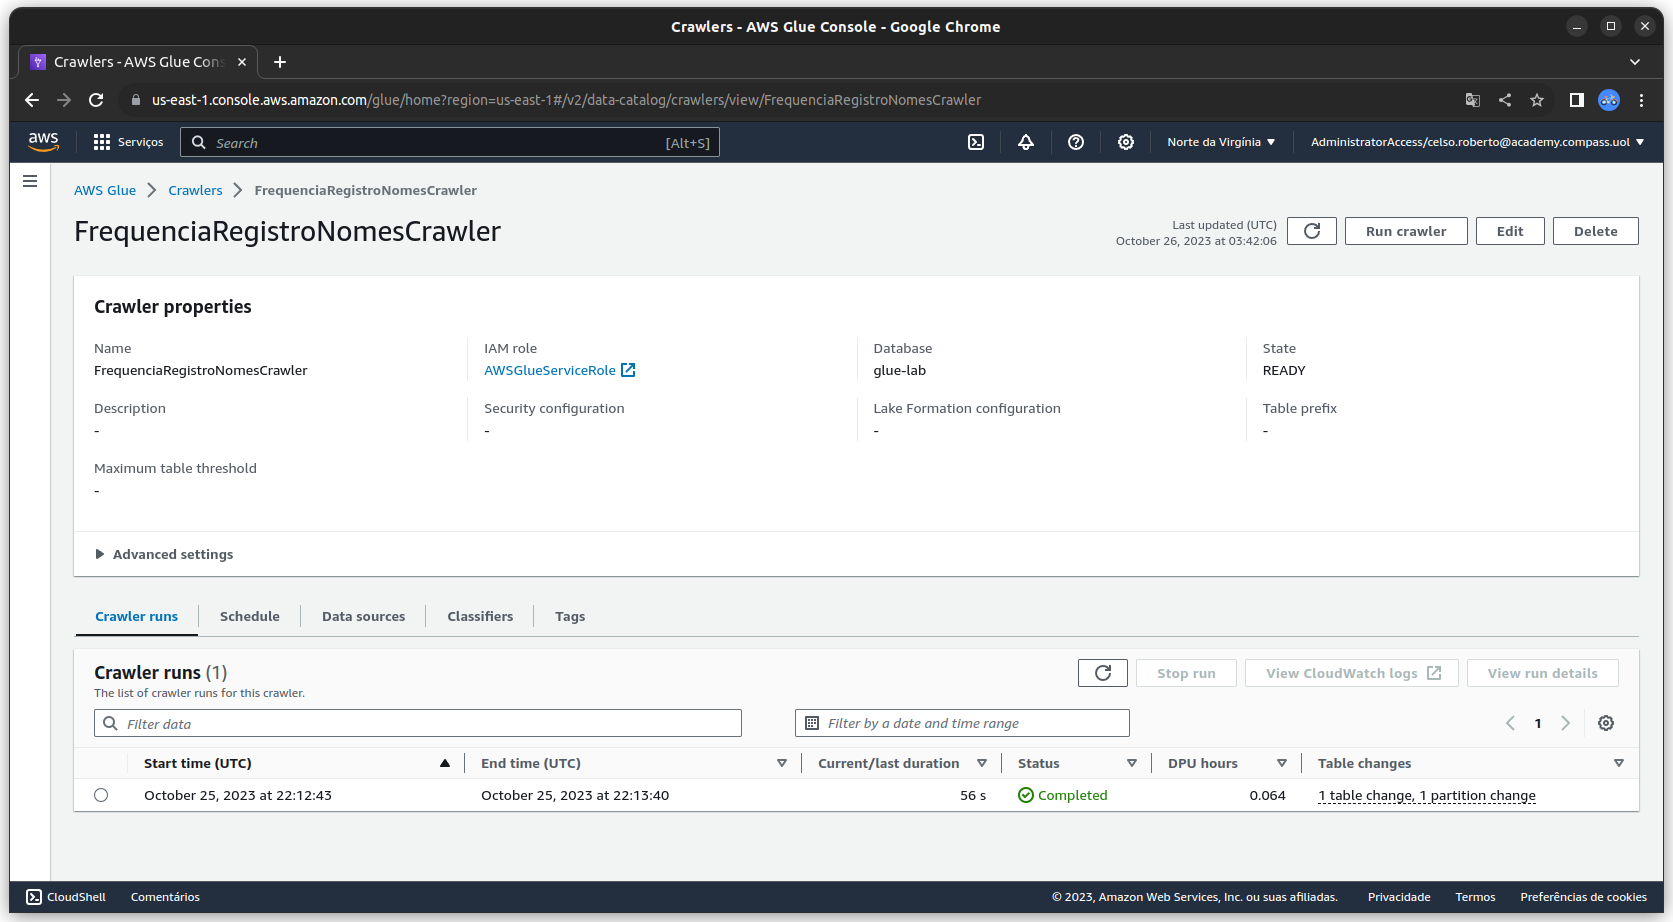 Crawlers - AWS Glue Console - Google Chrome
Crawlers - AWS Glue Cons
us-east-1.console.aws.amazon.com/glue/home?region=us-east-1#/v2/data-catalog/crawlers/view/FrequenciaRegistroNomesCrawler
aws Serviços Search [Alt+S] Norte da Virgínia AdministratorAccess/celso.roberto@academy.compass.uol
AWS Glue Crawlers FrequenciaRegistroNomesCrawler
FrequenciaRegistroNomesCrawler
Last updated (UTC)
October 26, 2023 at 03:42:06
Run crawler Edit Delete
Crawler properties
Name IAM role Database State
FrequenciaRegistroNomesCrawler AWSGlueServiceRole glue-lab READY
Description Security configuration Lake Formation configuration Table prefix
- - - -
Maximum table threshold
-
Advanced settings
Crawler runs Schedule Data sources Classifiers Tags
Crawler runs (1)
The list of crawler runs for this crawler.
Stop run View CloudWatch logs View run details
Filter data Filter by a date and time range 1
Start time (UTC) End time (UTC) Current/last duration Status DPU hours Table changes
October 25, 2023 at 22:12:43 October 25, 2023 at 22:13:40 56 s Completed 0.064 1 table change, 1 partition change
CloudShell Comentários © 2023, Amazon Web Services, Inc. ou suas afiliadas. Privacidade Termos Preferências de cookies